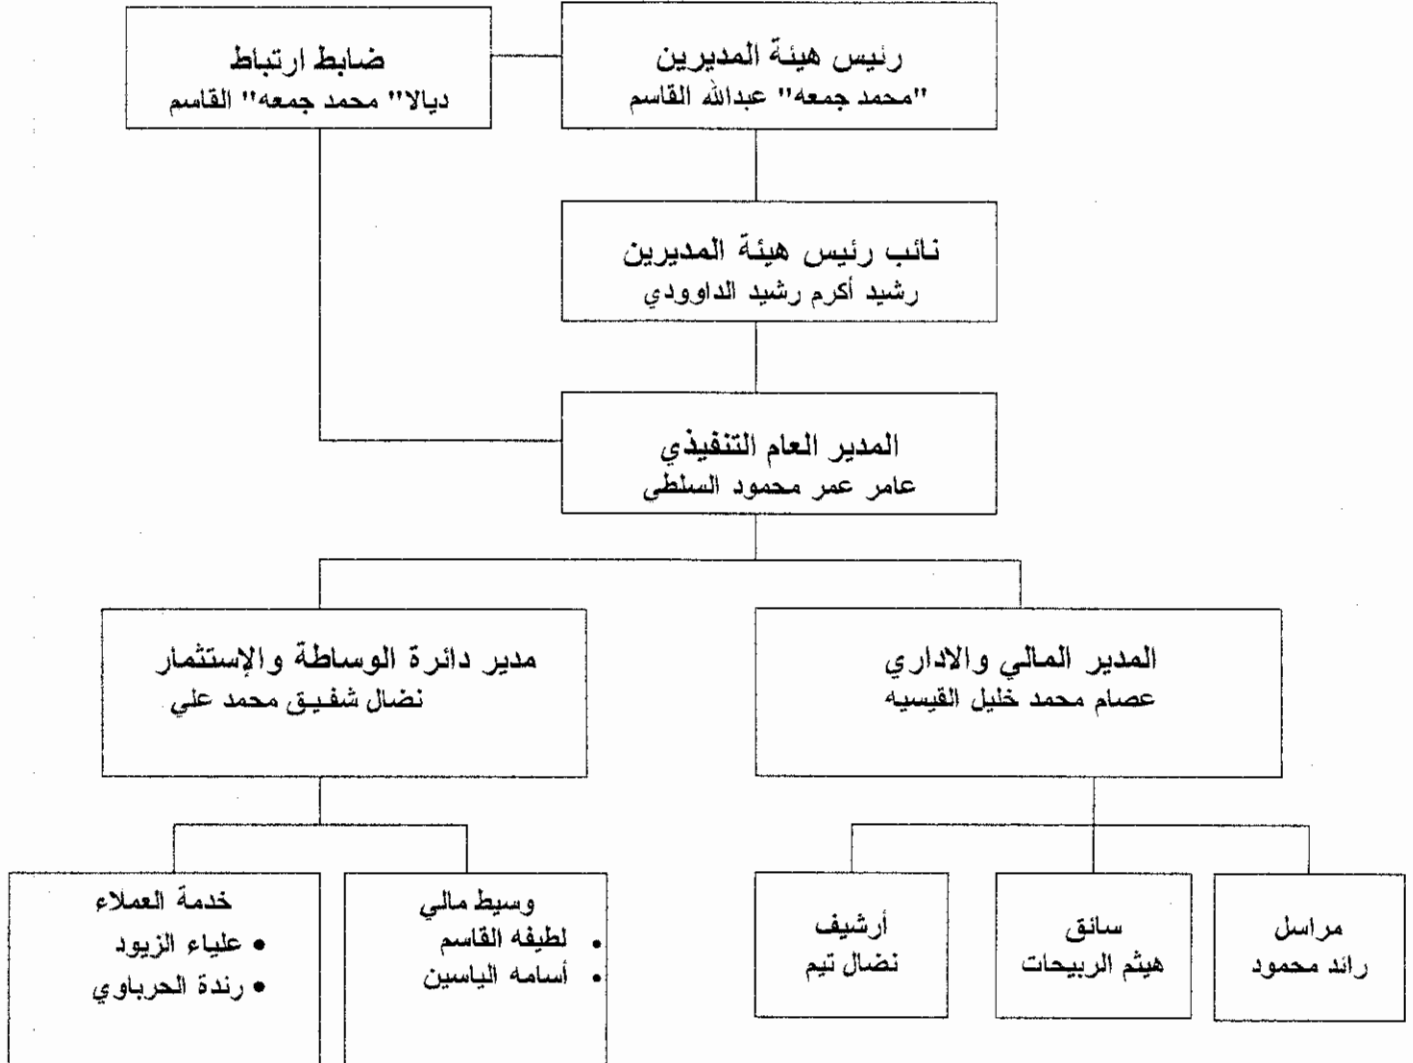 رئيس هيئة المديرين
"محمد جمعه" عبدالله القاسم
ضابط ارتباط
ديالا" محمد جمعه" القاسم
نائب رئيس هيئة المديرين
رشيد أكرم رشيد الداوودي
المدير العام التنفيذي
عامر عمر محمود السلطي
المدير المالي والاداري
عصام محمد خليل القيسيه
مدير دائرة الوساطة والإستثمار
نضال شفيق محمد علي
مراسل
رائد محمود
سائق
هيثم الربيحات
أرشيف
نضال تيم
وسيط مالي
• لطيفه القاسم
• أسامه الياسين
خدمة العملاء
• علياء الزيود
• رندة الحرباوي